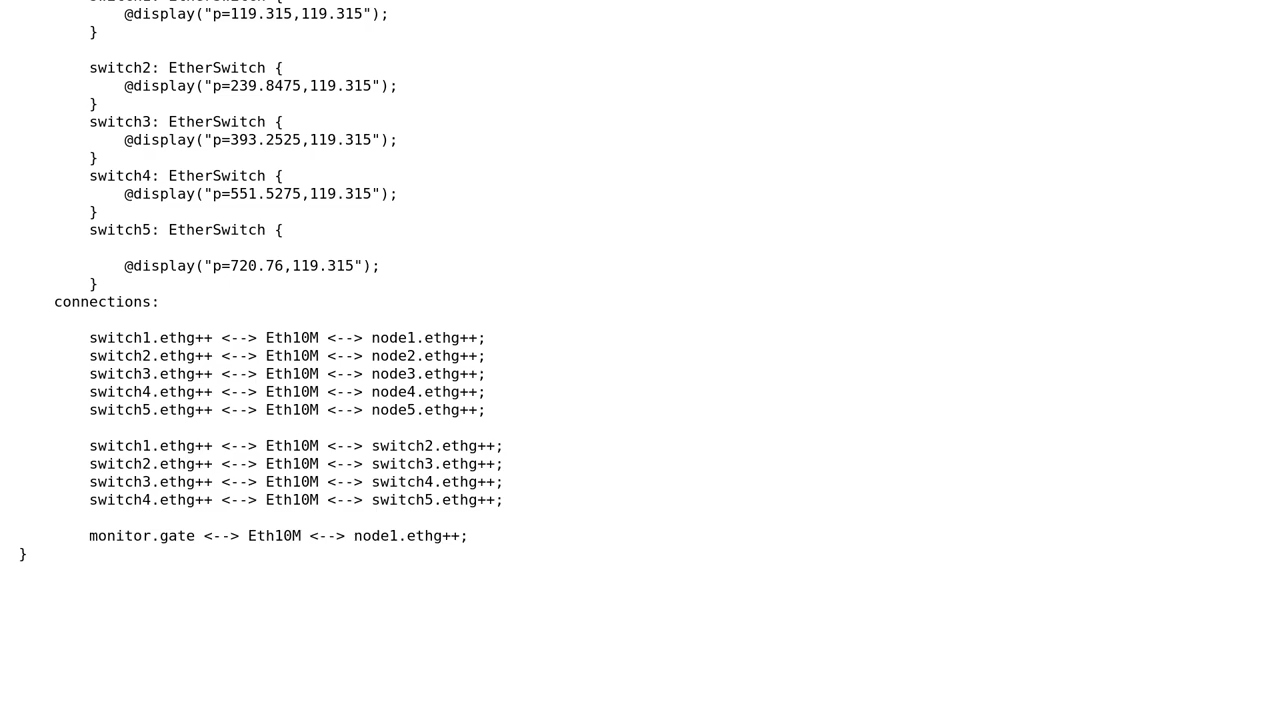 @display("p=119.315,119.315");
}
switch2: EtherSwitch {
@display("p=239.8475,119.315");
}
switch3: EtherSwitch {
@display("p=393.2525,119.315");
}
switch4: EtherSwitch {
@display("p=551.5275,119.315");
}
switch5: EtherSwitch {
@display("p=720.76,119.315");
}
connections:
switch1.ethg++ <--> Eth10M <--> node1.ethg++;
switch2.ethg++ <--> Eth10M <--> node2.ethg++;
switch3.ethg++ <--> Eth10M <--> node3.ethg++;
switch4.ethg++ <--> Eth10M <--> node4.ethg++;
switch5.ethg++ <--> Eth10M <--> node5.ethg++;
switch1.ethg++ <--> Eth10M <--> switch2.ethg++;
switch2.ethg++ <--> Eth10M <--> switch3.ethg++;
switch3.ethg++ <--> Eth10M <--> switch4.ethg++;
switch4.ethg++ <--> Eth10M <--> switch5.ethg++;
monitor.gate <--> Eth10M <--> node1.ethg++;
}